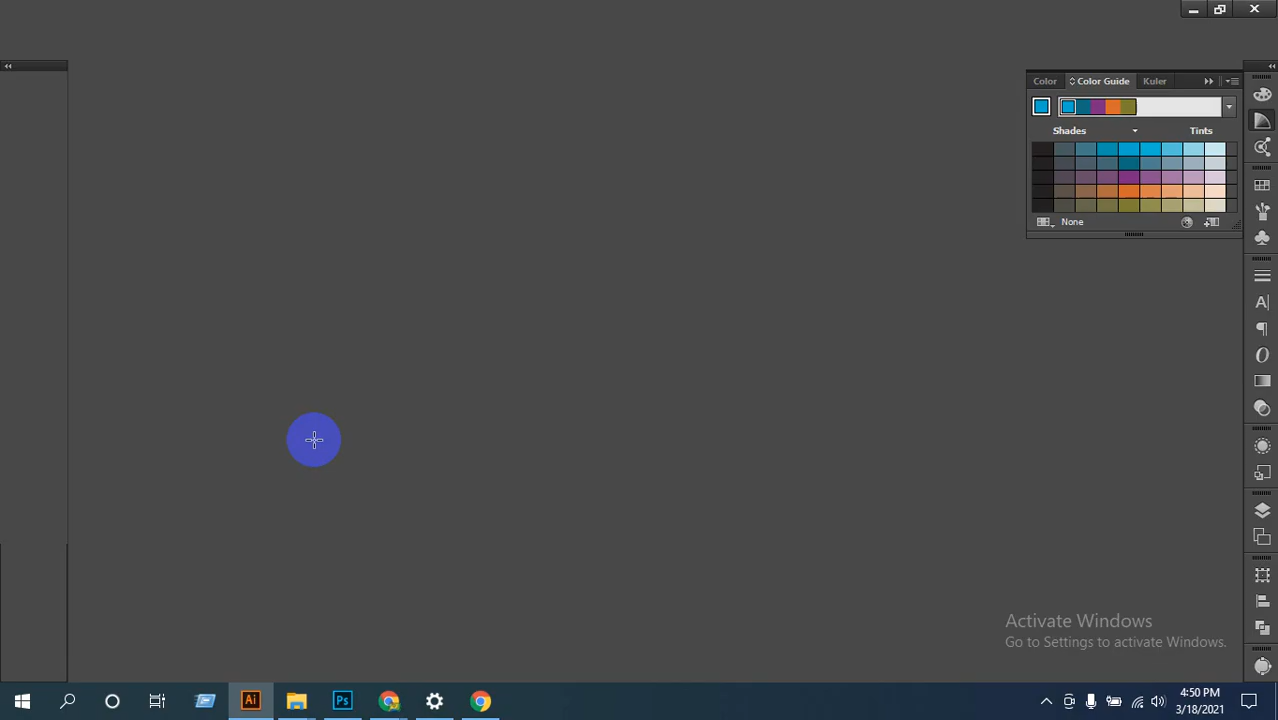 Color Color Guide Kuler
Shades Tints
None
A
Activate Windows
Go to Settings to activate Windows.
Ai Ps
4:50 PM
3/18/2021